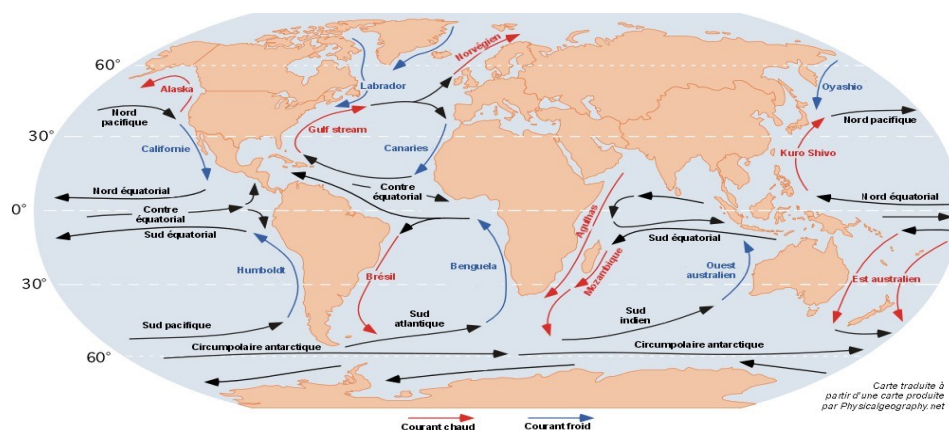 Norvégien
60°
Labrador
Alaska
Oyashio
Nord
pacifique
Nord pacifique
Gulf stream
30°
Californie
Canaries
Kuro Shivo
Nord équatorial
Contre
équatorial
Nord équatorial
0°
Contre
équatorial
Sud équatorial
Agulhas
Sud équatorial
Humboldt
Brésil
Benguela
Mozambique
Ouest
australien
Est australien
30°
Sud pacifique
Sud
atlantique
Sud
indien
Circumpolaire antarctique
Circumpolaire antarctique
60°
Carte traduite à
partir d'une carte produite
par Physicalgeography.net
Courant chaud
Courant froid